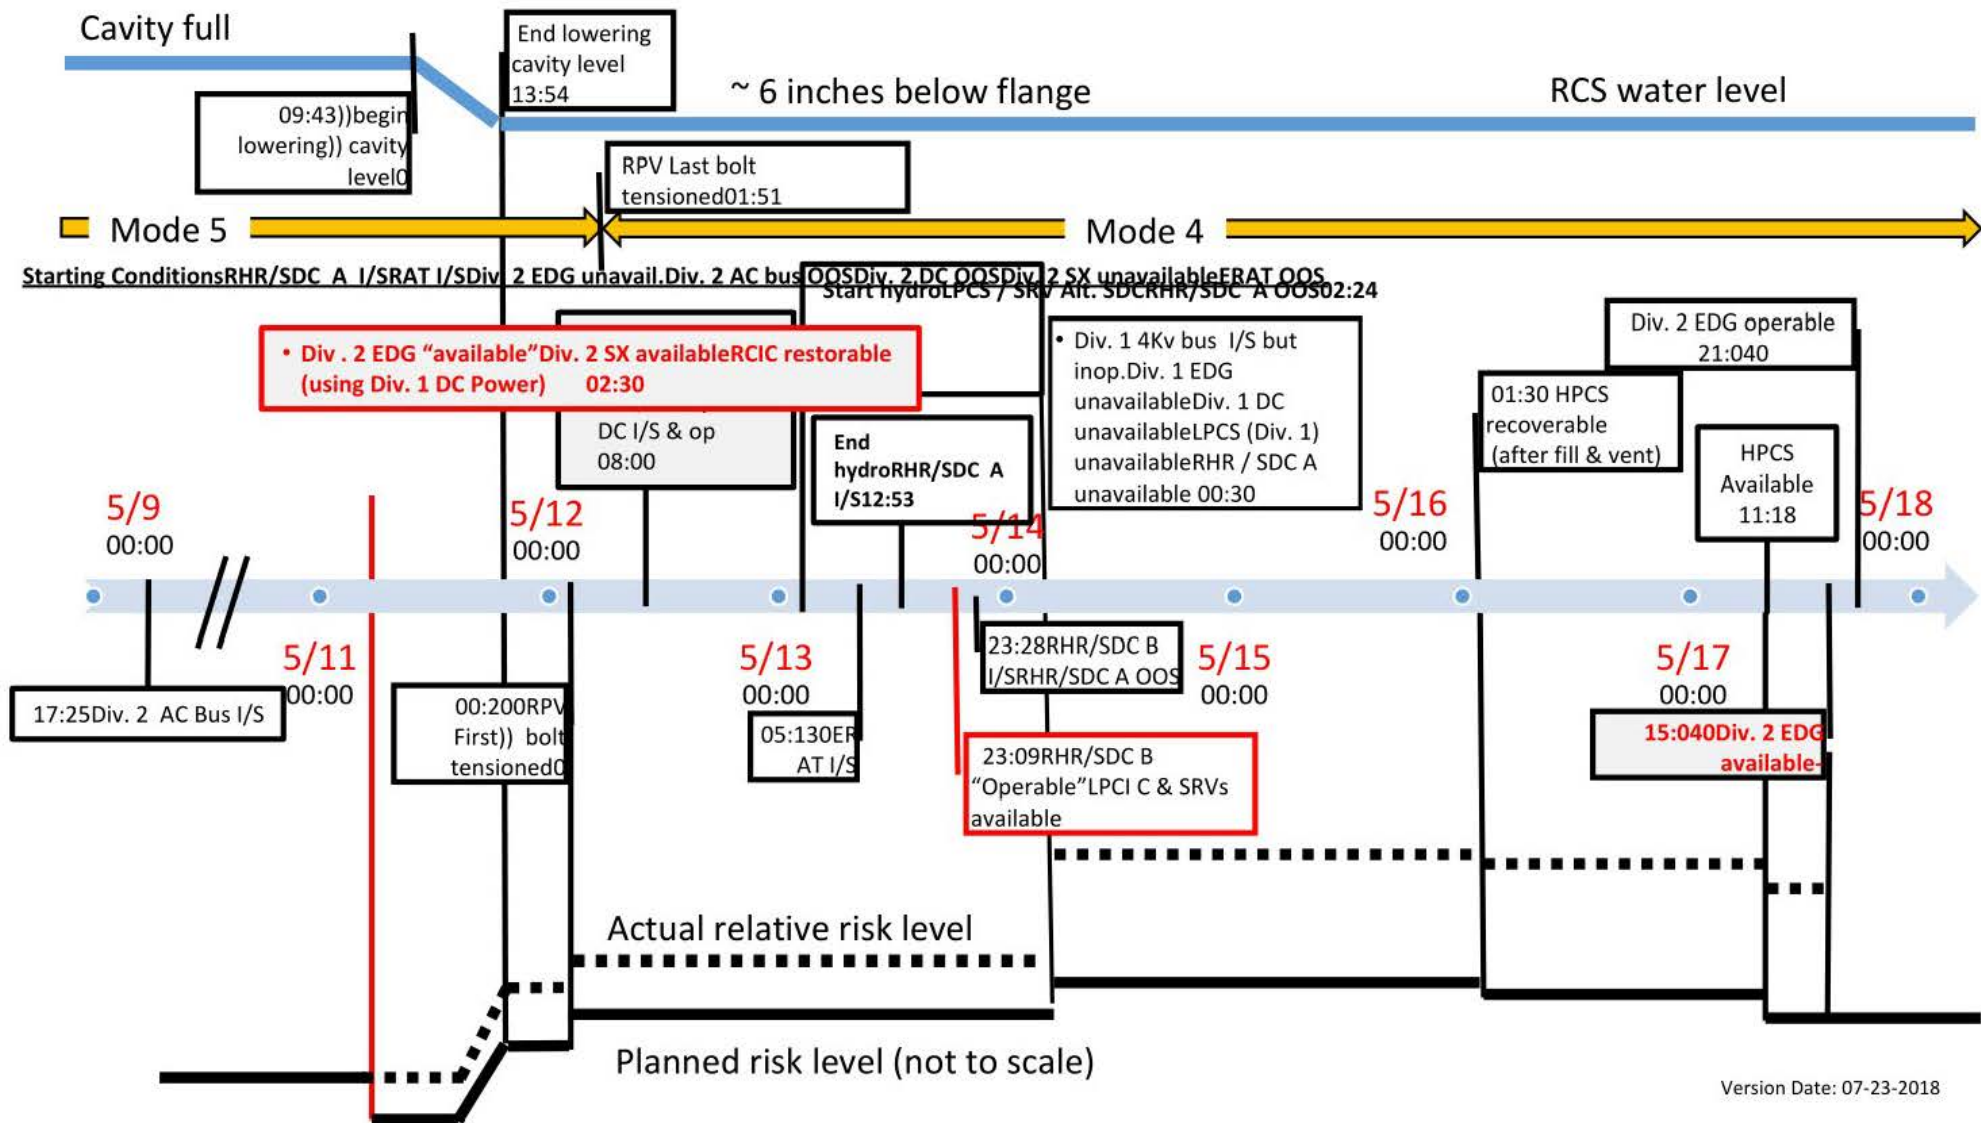 Cavity full
End lowering
cavity level
13:54
~ 6 inches below flange
RCS water level
09:43))begin
lowering)) cavity
level0
RPV Last bolt
tensioned01:51
Mode 5
Mode 4
Starting ConditionsRHR/SDC A I/SRAT I/SDiv. 2 EDG unavail.Div. 2 AC bus OOSDiv. 2 DC OOSDiv. 2 SX unavailableERAT OOS
Start hydroLPCS / SRV Alt. SDCRHR/SDC A OOS02:24
• Div . 2 EDG “available”Div. 2 SX availableRCIC restorable
(using Div. 1 DC Power) 02:30
DC I/S & op
08:00
End
hydroRHR/SDC A
I/S12:53
• Div. 1 4Kv bus I/S but
inop.Div. 1 EDG
unavailableDiv. 1 DC
unavailableLPCS (Div. 1)
unavailableRHR / SDC A
unavailable 00:30
Div. 2 EDG operable
21:040
01:30 HPCS
recoverable
(after fill & vent)
HPCS
Available
11:18
5/9
00:00
5/12
00:00
5/14
00:00
5/16
00:00
5/18
00:00
5/11
00:00
5/13
00:00
5/15
00:00
5/17
00:00
17:25Div. 2 AC Bus I/S
00:200RPV
First)) bolt
tensioned0
05:130ER
AT I/S
23:28RHR/SDC B
I/SRHR/SDC A OOS
23:09RHR/SDC B
“Operable”LPCI C & SRVs
available
15:040Div. 2 EDG
available-
Actual relative risk level
Planned risk level (not to scale)
Version Date: 07-23-2018